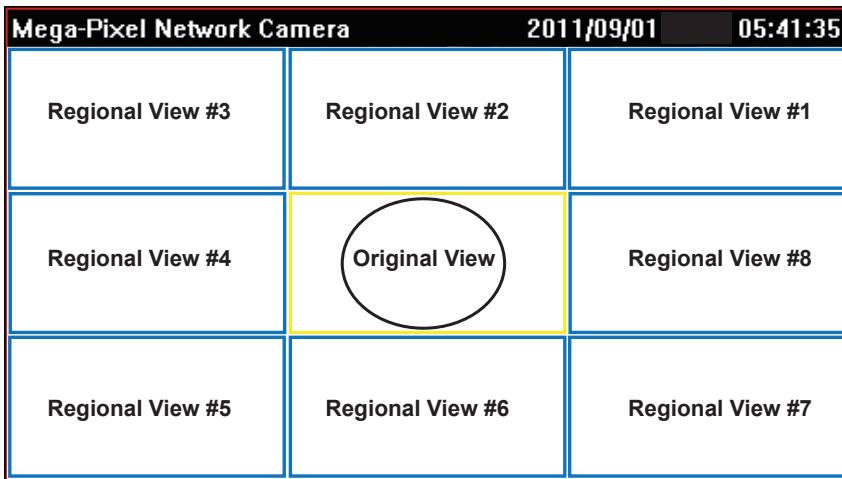 Mega-Pixel Network Camera 2011/09/01 05:41:35
Regional View #3 Regional View #2 Regional View #1
Regional View #4 Original View Regional View #8
Regional View #5 Regional View #6 Regional View #7